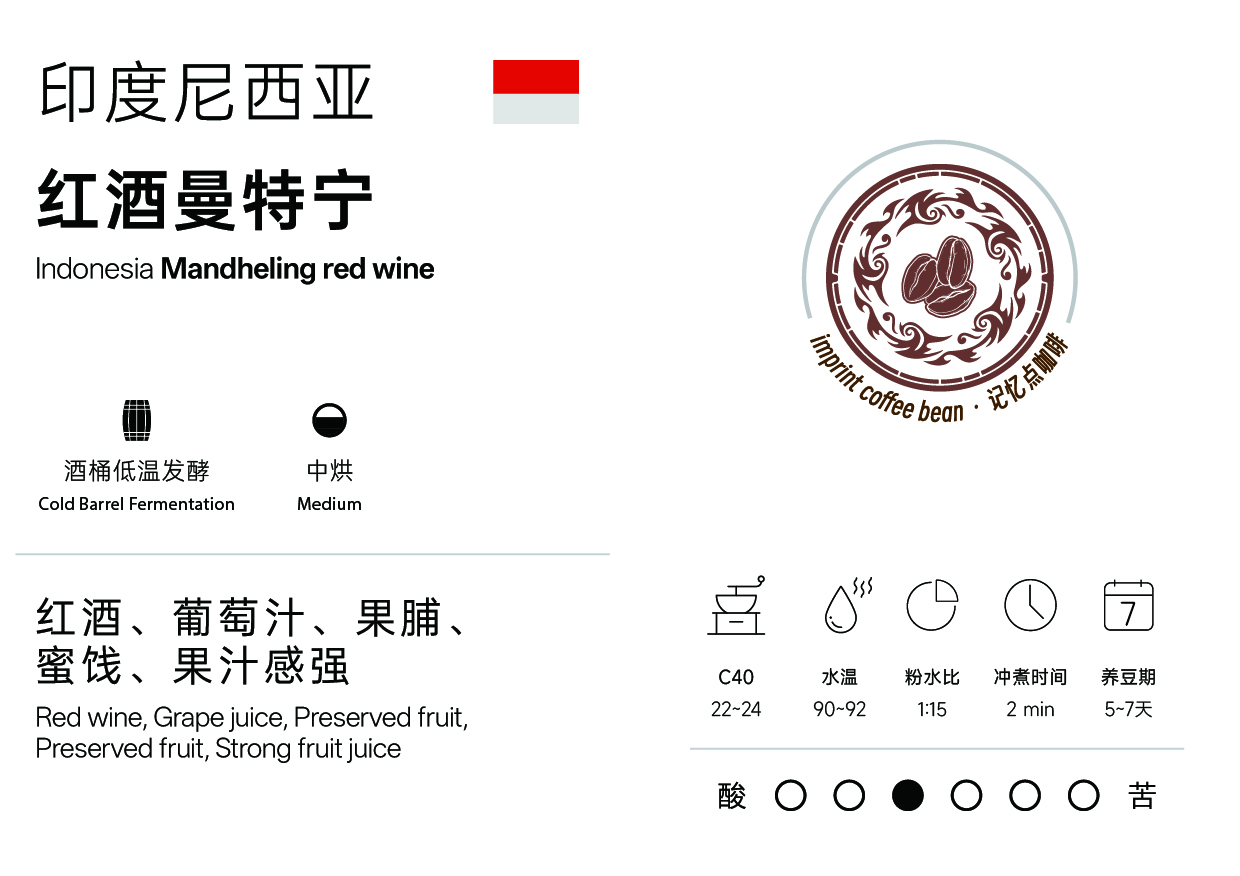 印度尼西亚
红酒曼特宁
Indonesia Mandheling red wine
酒桶低温发酵
Cold Barrel Fermentation
中烘
Medium
红酒、葡萄汁、果脯、
蜜饯、果汁感强
Red wine, Grape juice, Preserved fruit,
Preserved fruit, Strong fruit juice
imprint coffee bean · 记忆点咖啡
7
C40
22~24
水温
90~92
粉水比
1:15
冲煮时间
2 min
养豆期
5~7天
酸
苦